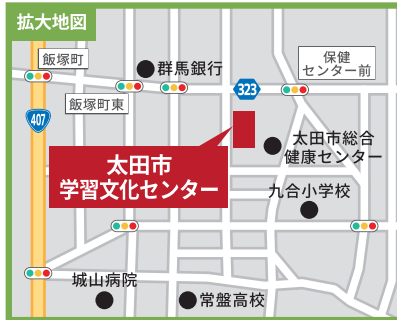 拡大地図
飯塚町
群馬銀行
保健
センター前
323
飯塚町東
407
太田市総合
健康センター
太田市
学習文化センター
九合小学校
城山病院
常盤高校